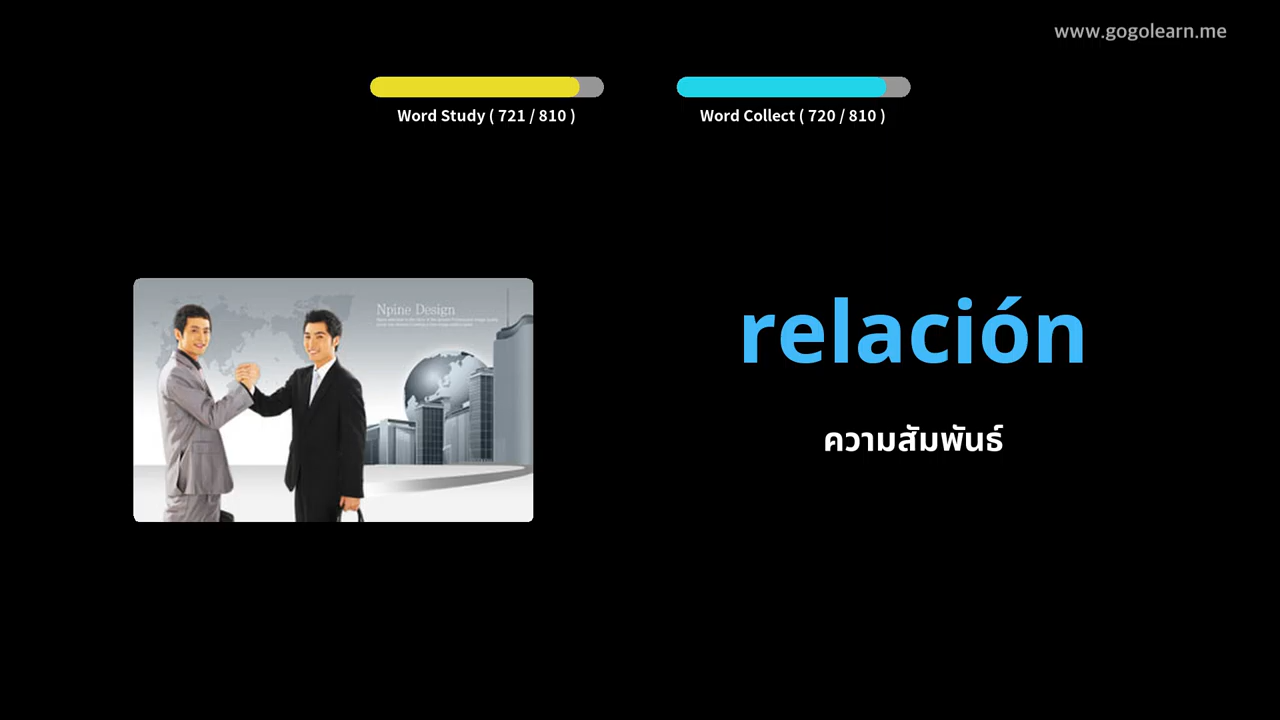 www.gogolearn.me
Word Study ( 721 / 810 )
Word Collect ( 720 / 810 )
Npine Design
relación
ความสัมพันธ์